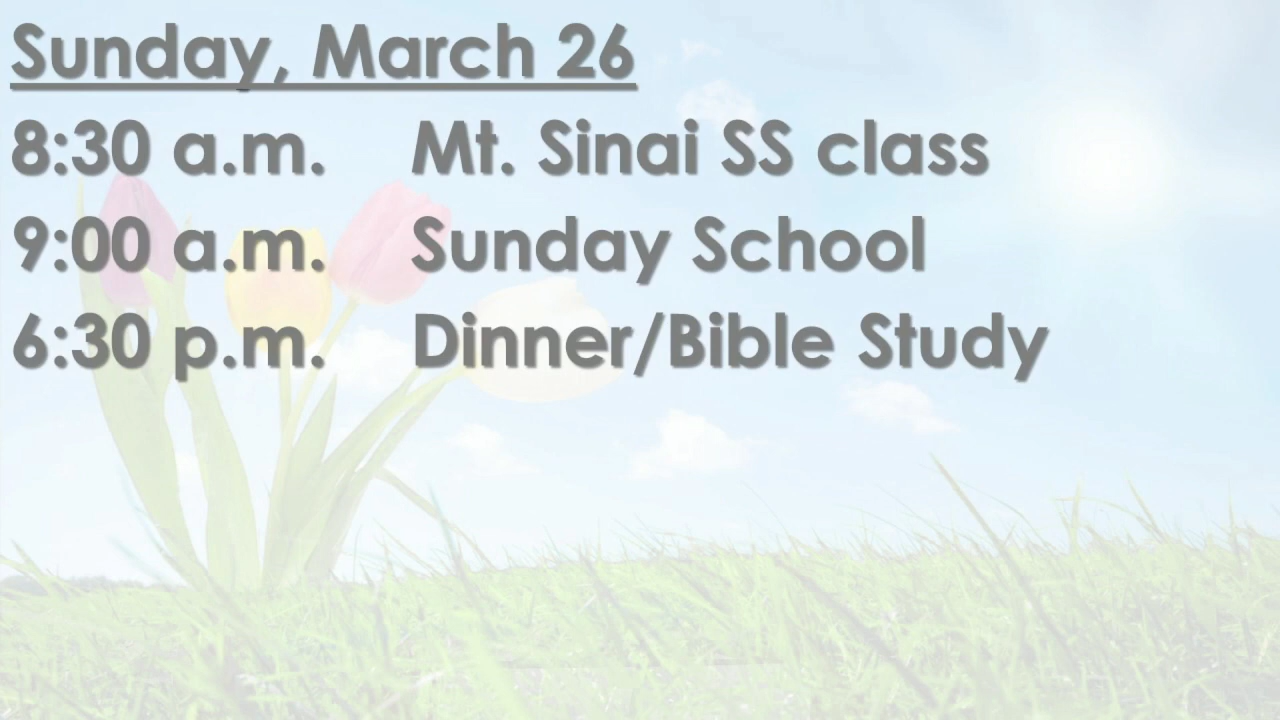 Sunday, March 26
8:30 a.m. Mt. Sinai SS class
9:00 a.m. Sunday School
6:30 p.m. Dinner/Bible Study